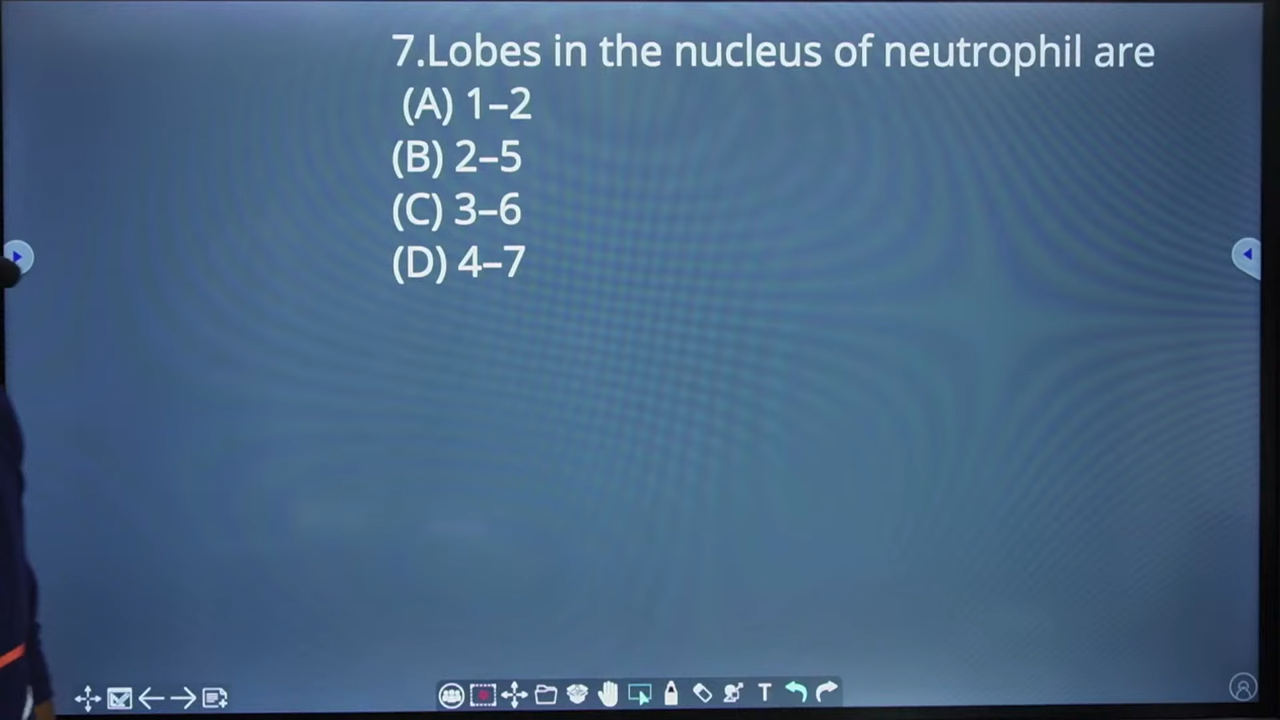 7.Lobes in the nucleus of neutrophil are
(A) 1–2
(B) 2–5
(C) 3–6
(D) 4–7
T